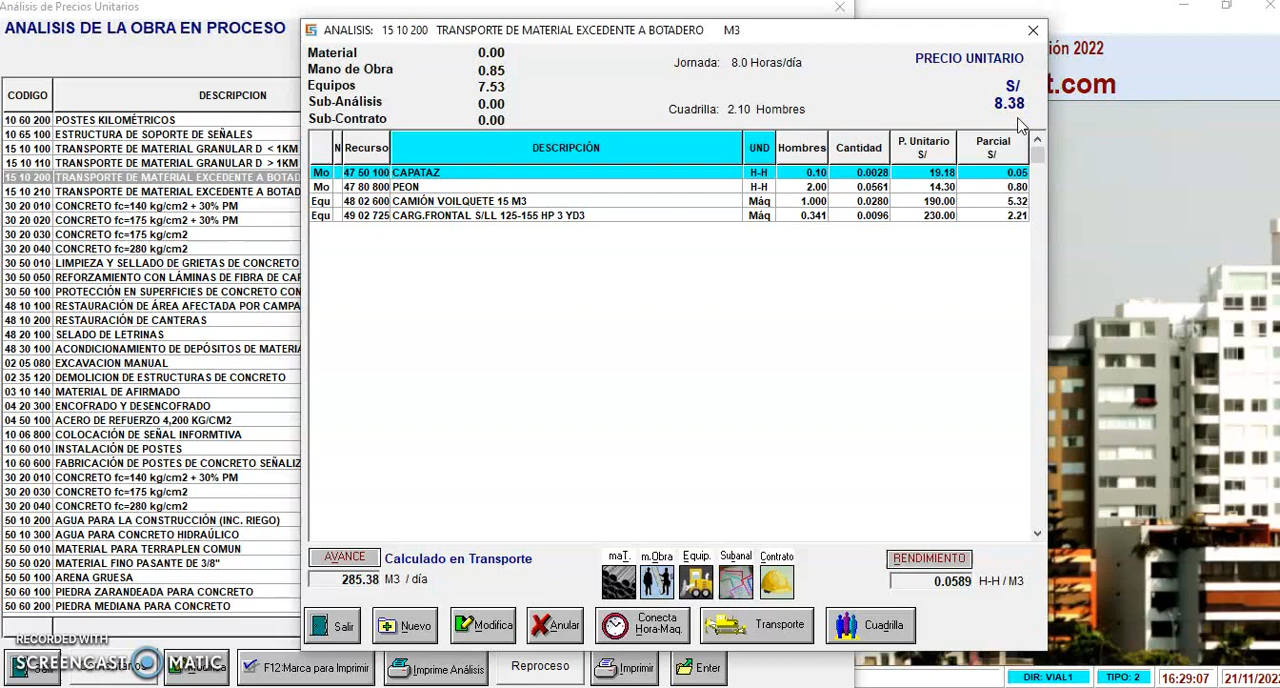 Análisis de Precios Unitarios
ANALISIS DE LA OBRA EN PROCESO
CODIGO DESCRIPCION
10 60 200 POSTES KILOMÉTRICOS
10 65 100 ESTRUCTURA DE SOPORTE DE SEÑALES
15 10 100 TRANSPORTE DE MATERIAL GRANULAR D < 1KM
15 10 110 TRANSPORTE DE MATERIAL GRANULAR D > 1KM
15 10 200 TRANSPORTE DE MATERIAL EXCEDENTE A BOTAD
15 10 210 TRANSPORTE DE MATERIAL EXCEDENTE A BOTAD
30 20 010 CONCRETO fc=140 kg/cm2 + 30% PM
30 20 020 CONCRETO fc=140 kg/cm2 + 30% PM
30 20 030 CONCRETO fc=175 kg/cm2
30 20 040 CONCRETO fc=280 kg/cm2
30 50 010 LIMPIEZA Y SELLADO DE GRIETAS DE CONCRETO
30 50 050 REFORZAMIENTO CON LÁMINAS DE FIBRA DE CAR
30 50 100 PROTECCIÓN EN SUPERFICIES DE CONCRETO CON
48 10 100 RESTAURACIÓN DE ÁREA AFECTADA POR CAMPA
48 10 200 RESTAURACIÓN DE CANTERAS
48 20 100 SELADO DE LETRINAS
48 30 100 ACONDICIONAMIENTO DE DEPÓSITOS DE MATERIA
02 05 080 EXCAVACION MANUAL
02 35 120 DEMOLICION DE ESTRUCTURAS DE CONCRETO
03 10 140 MATERIAL DE AFIRMADO
04 20 300 ENCOFRADO Y DESENCOFRADO
04 50 100 ACERO DE REFUERZO 4,200 KG/CM2
10 06 800 COLOCACIÓN DE SEÑAL INFORMTIVA
10 60 010 INSTALACIÓN DE POSTES
10 60 600 FABRICACIÓN DE POSTES DE CONCRETO SEÑALIZ
30 20 010 CONCRETO fc=140 kg/cm2 + 30% PM
30 20 030 CONCRETO fc=175 kg/cm2
30 20 040 CONCRETO fc=280 kg/cm2
50 10 200 AGUA PARA LA CONSTRUCCIÓN (INC. RIEGO)
50 10 300 AGUA PARA CONCRETO HIDRAÚLICO
50 50 010 MATERIAL PARA TERRAPLEN COMUN
50 50 020 MATERIAL FINO PASANTE DE 3/8"
50 50 100 ARENA GRUESA
50 60 100 PIEDRA ZARANDEADA PARA CONCRETO
50 60 200 PIEDRA MEDIANA PARA CONCRETO
ANALISIS: 15 10 200 TRANSPORTE DE MATERIAL EXCEDENTE A BOTADERO M3
Material 0.00
Mano de Obra 0.85
Equipos 7.53
Sub-Análisis 0.00
Sub-Contrato 0.00
Jornada: 8.0 Horas/día
Cuadrilla: 2.10 Hombres
PRECIO UNITARIO
S/
8.38
N Recurso DESCRIPCIÓN UND Hombres Cantidad P. Unitario S/ Parcial S/
Mo 47 50 100 CAPATAZ H-H 0.10 0.0028 19.18 0.05
Mo 47 80 800 PEON H-H 2.00 0.0561 14.30 0.80
Equ 48 02 600 CAMIÓN VOILQUETE 15 M3 Máq 1.000 0.0280 190.00 5.32
Equ 49 02 725 CARG.FRONTAL S/LL 125-155 HP 3 YD3 Máq 0.341 0.0096 230.00 2.21
AVANCE Calculado en Transporte
285.38 M3 / día
maT. m.Obra Equip. Subanal Contrato
RENDIMIENTO
0.0589 H-H / M3
Salir Nuevo Modifica Anular Conecta Hora-Maq. Transporte Cuadrilla
F12:Marca para Imprimir Imprime Análisis Reproceso Imprimir Enter
RECORDED WITH
SCREENCAST MATIC
ión 2022
t.com
DIR: VIAL1 TIPO: 2 16:29:07 21/11/202